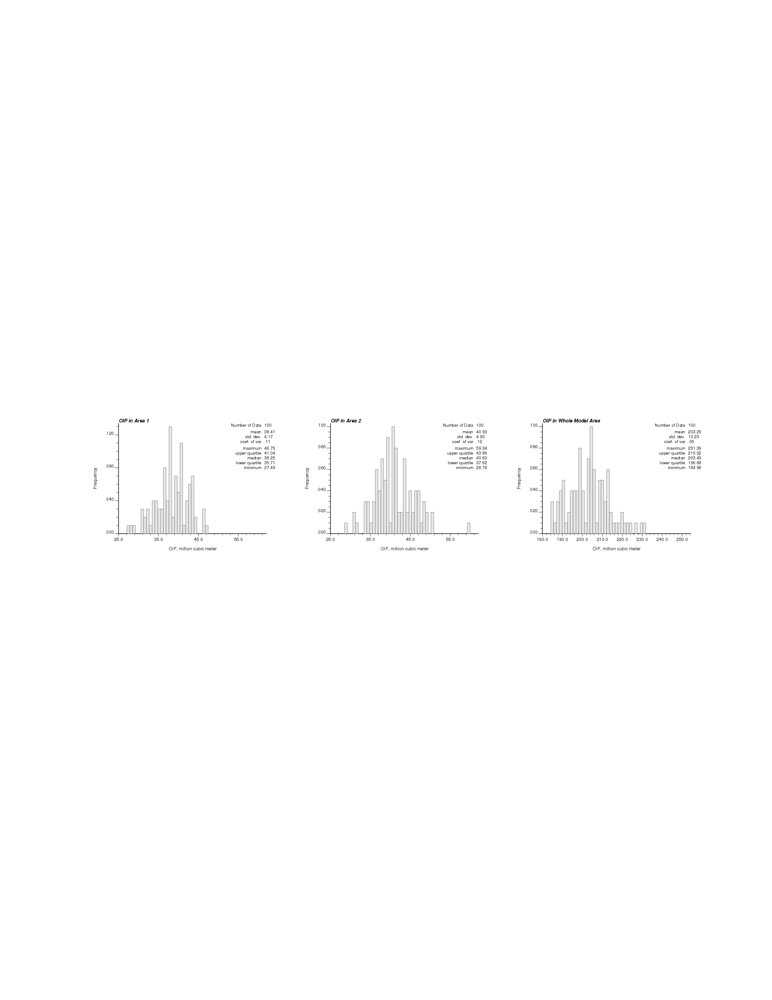 OIP in Area 1
Number of Data 100
mean 38.41
std. dev. 4.17
coef. of var .11
maximum 46.75
upper quartile 41.04
median 38.25
lower quartile 35.71
minimum 27.49
Frequency
.120
.080
.040
.000
25.0 35.0 45.0 55.0
OIP, million cubic meter
OIP in Area 2
Number of Data 100
mean 40.93
std. dev. 4.93
coef. of var .12
maximum 59.34
upper quartile 43.86
median 40.80
lower quartile 37.62
minimum 28.78
Frequency
.100
.080
.060
.040
.020
.000
25.0 35.0 45.0 55.0
OIP, million cubic meter
OIP in Whole Model Area
Number of Data 100
mean 203.29
std. dev. 10.23
coef. of var .05
maximum 231.39
upper quartile 210.02
median 203.43
lower quartile 196.68
minimum 184.98
Frequency
.100
.080
.060
.040
.020
.000
180.0 190.0 200.0 210.0 220.0 230.0 240.0 250.0
OIP, million cubic meter